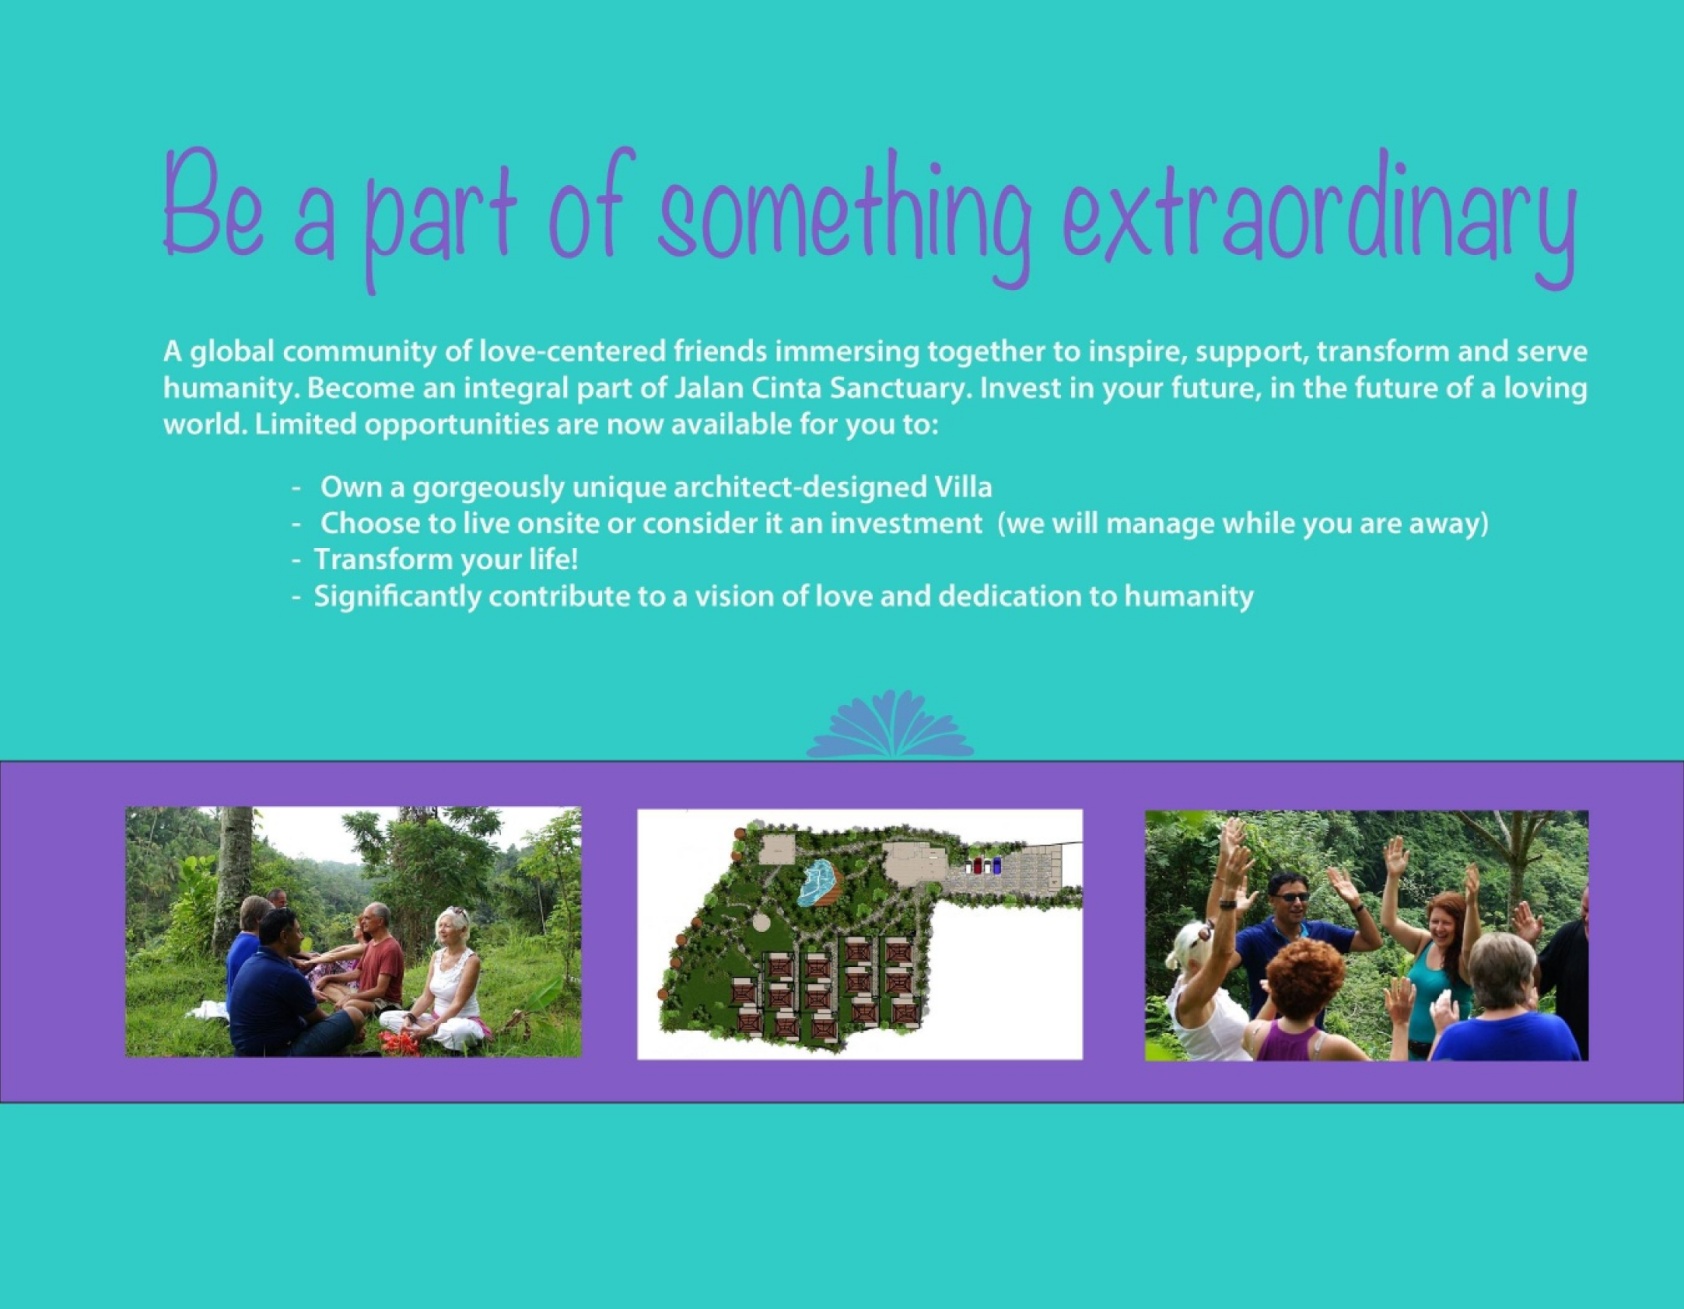 Be a part of something extraordinary
A global community of love-centered friends immersing together to inspire, support, transform and serve
humanity. Become an integral part of Jalan Cinta Sanctuary. Invest in your future, in the future of a loving
world. Limited opportunities are now available for you to:
- Own a gorgeously unique architect-designed Villa
- Choose to live onsite or consider it an investment (we will manage while you are away)
- Transform your life!
- Significantly contribute to a vision of love and dedication to humanity